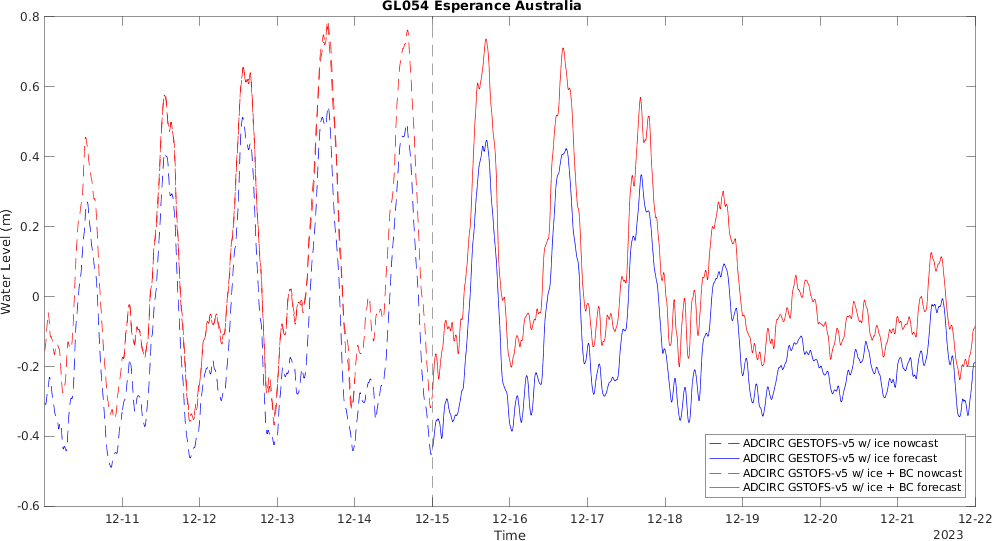 GL054 Esperance Australia
Water Level (m)
0.8
0.6
0.4
0.2
0
-0.2
-0.4
-0.6
ADCIRC GESTOFS-v5 w/ ice nowcast
ADCIRC GESTOFS-v5 w/ ice forecast
ADCIRC GSTOFS-v5 w/ ice + BC nowcast
ADCIRC GSTOFS-v5 w/ ice + BC forecast
12-11 12-12 12-13 12-14 12-15 12-16 12-17 12-18 12-19 12-20 12-21 12-22
Time
2023